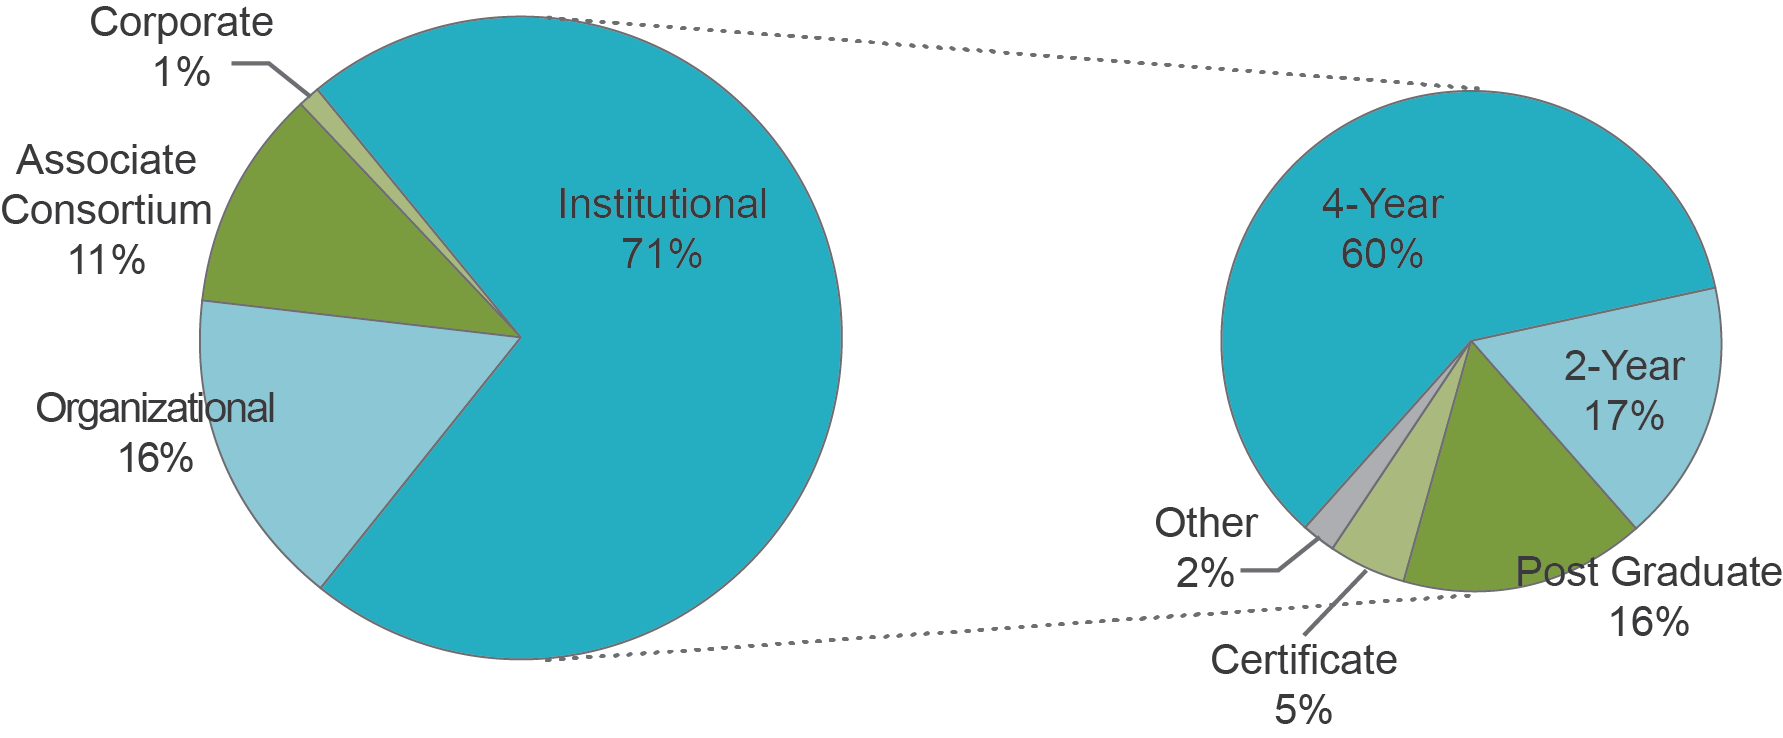 Corporate
1%
Associate
Consortium
11%
Organizational
16%
Institutional
71%
4-Year
60%
2-Year
17%
Post Graduate
16%
Certificate
5%
Other
2%